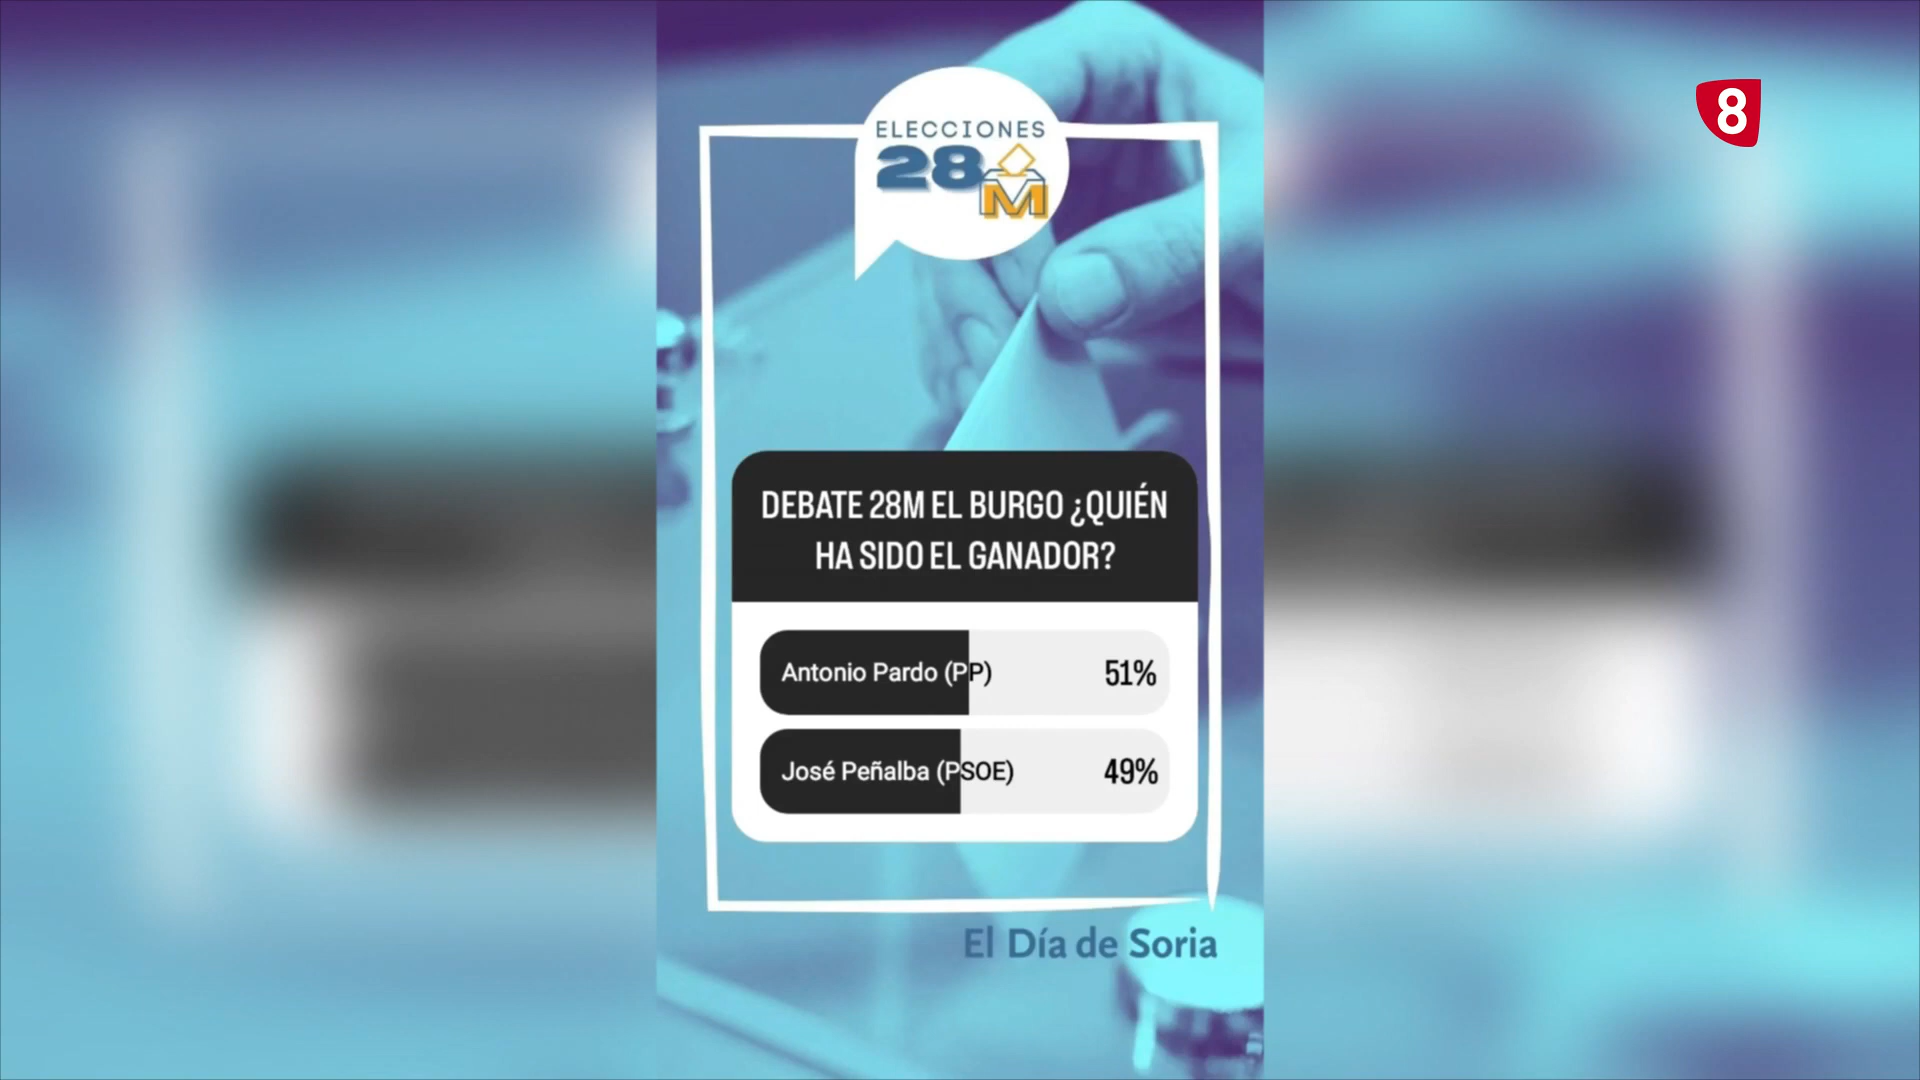 ELECCIONES
28M
8
DEBATE 28M EL BURGO ¿QUIÉN
HA SIDO EL GANADOR?
Antonio Pardo (PP) 51%
José Peñalba (PSOE) 49%
El Día de Soria